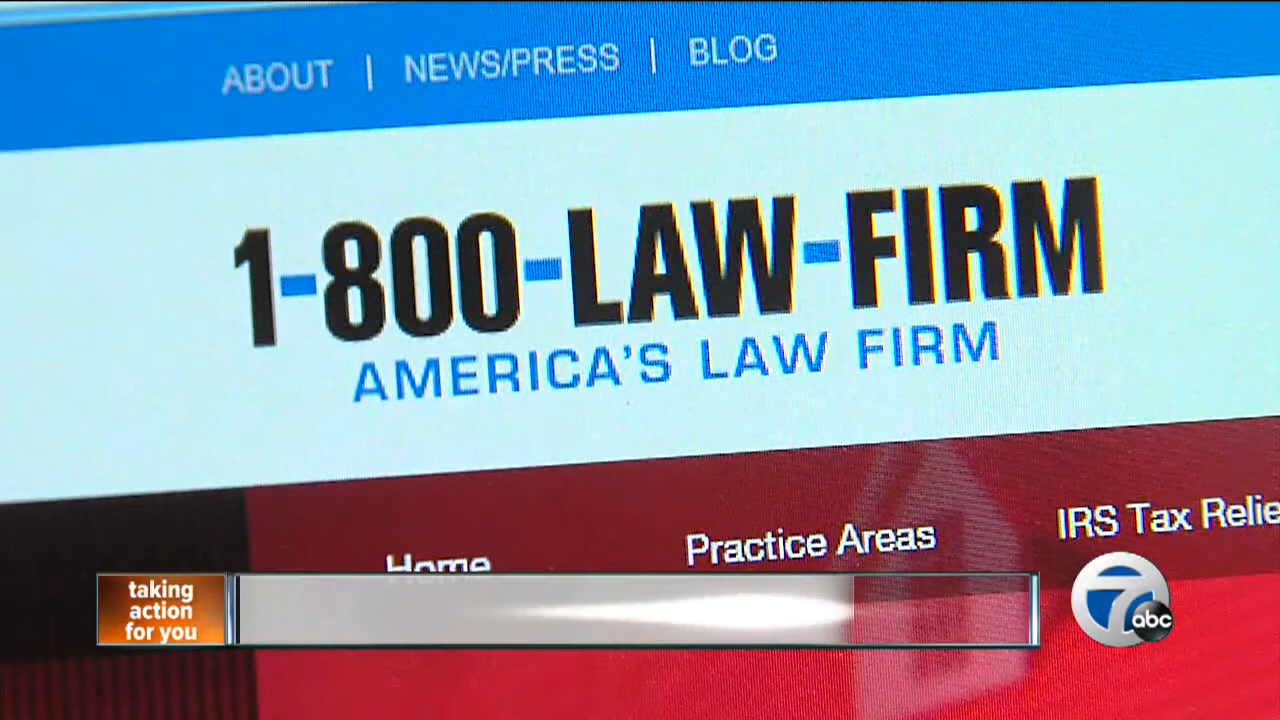 ABOUT | NEWS/PRESS | BLOG
1-800-LAW-FIRM
AMERICA'S LAW FIRM
Home Practice Areas IRS Tax Relie
taking
action
for you
7 abc